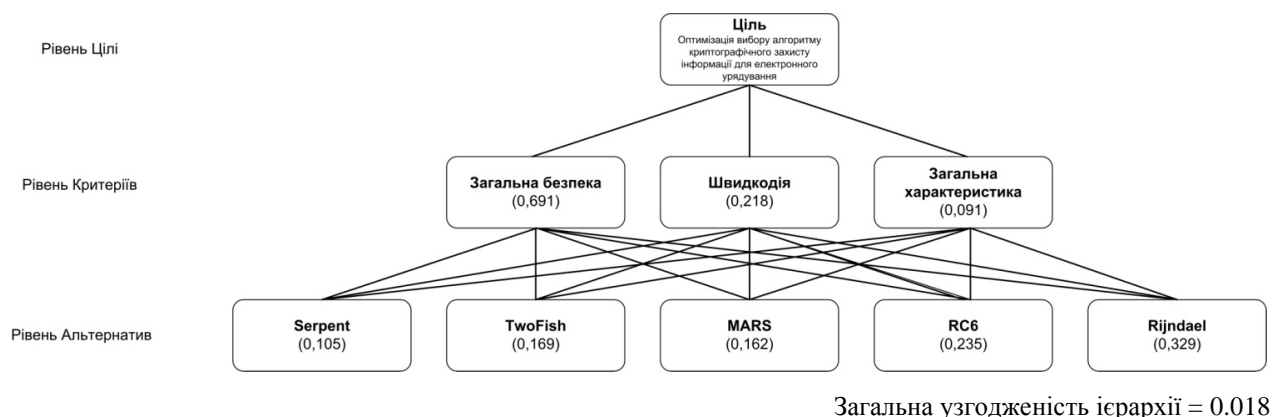 Рівень Цілі
Ціль
Оптимізація вибору алгоритму
криптографічного захисту
інформації для електронного
урядування
Рівень Критеріїв
Загальна безпека
(0,691)
Швидкодія
(0,218)
Загальна
характеристика
(0,091)
Рівень Альтернатив
Serpent
(0,105)
TwoFish
(0,169)
MARS
(0,162)
RC6
(0,235)
Rijndael
(0,329)
Загальна узгодженість ієрархії = 0.018